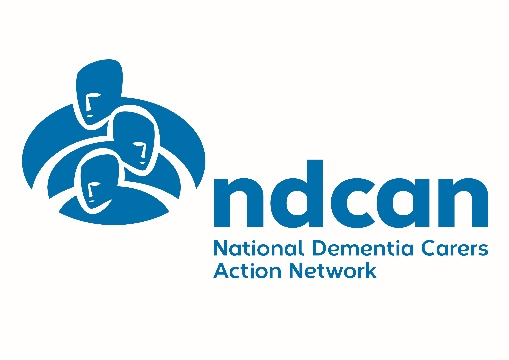 ndcan
National Dementia Carers
Action Network